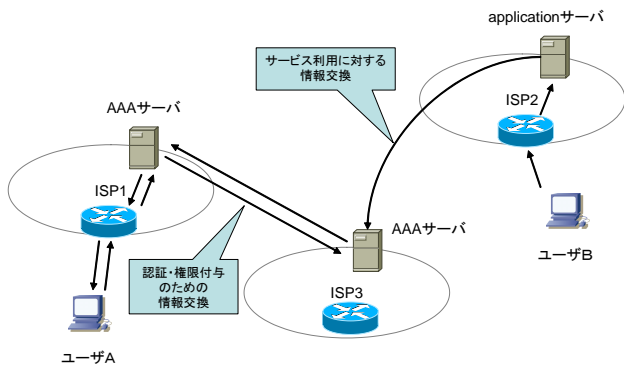 applicationサーバ
サービス利用に対する
情報交換
ISP2
AAAサーバ
ISP1
ユーザB
AAAサーバ
認証・権限付与
のための
情報交換
ISP3
ユーザA